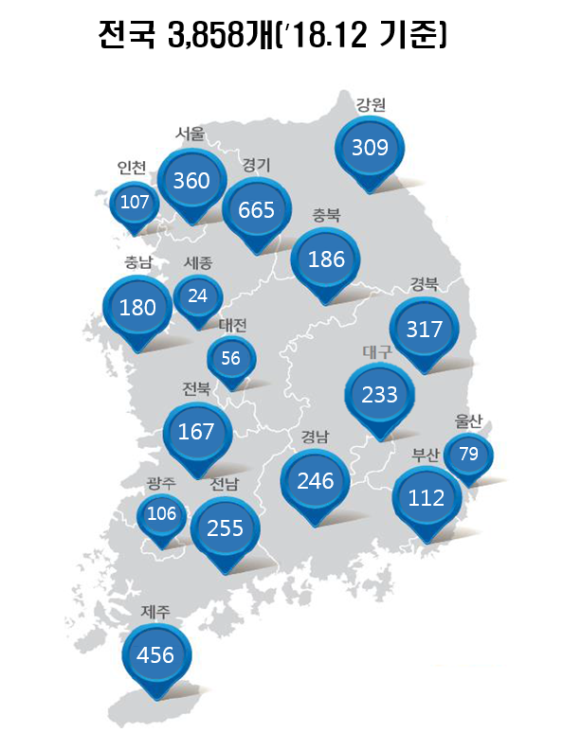 전국 3,858개('18.12 기준)
강원
309
서울
360
인천
107
경기
665
충북
186
충남
180
세종
24
경북
317
대전
56
대구
233
전북
167
울산
79
경남
246
부산
112
광주
106
전남
255
제주
456